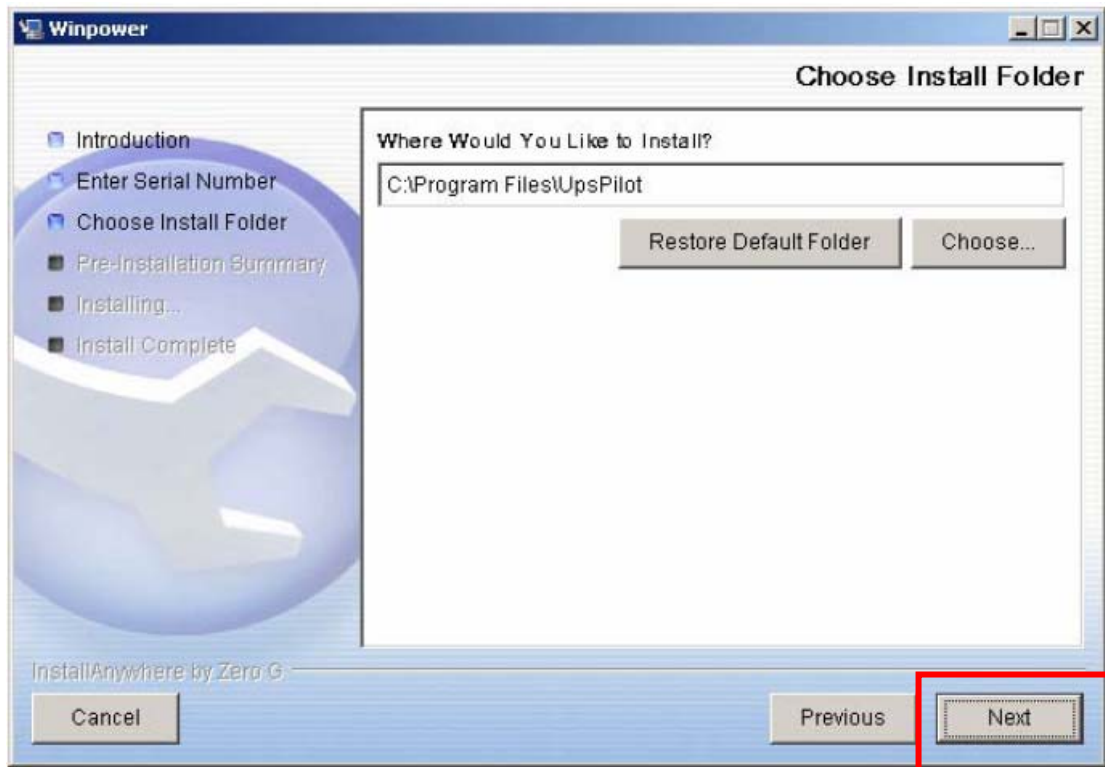 Winpower
Choose Install Folder
Introduction
Enter Serial Number
Choose Install Folder
Pre-Installation Summary
Installing...
Install Complete
Where Would You Like to Install?
C:\Program Files\UpsPilot
Restore Default Folder
Choose...
InstallAnywhere by Zero G
Cancel
Previous
Next